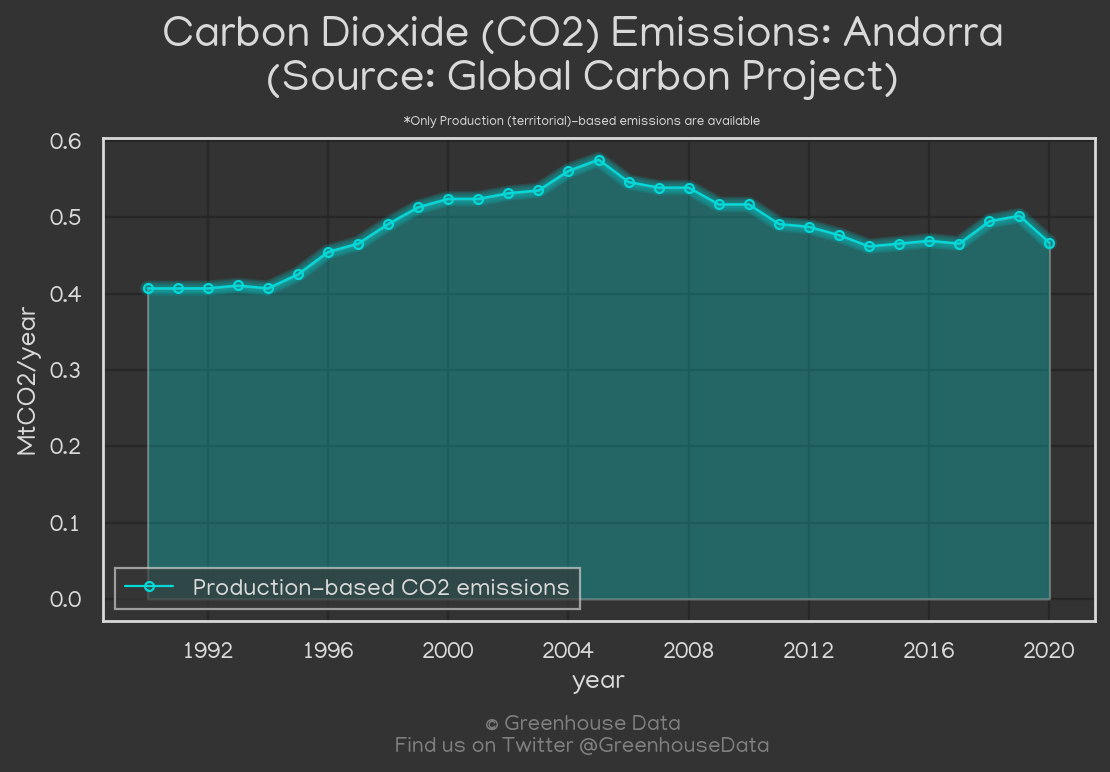 Carbon Dioxide (CO2) Emissions: Andorra
(Source: Global Carbon Project)
*Only Production (territorial)-based emissions are available
0.6
0.5
0.4
0.3
0.2
0.1
0.0
MtCO2/year
Production-based CO2 emissions
1992 1996 2000 2004 2008 2012 2016 2020
year
© Greenhouse Data
Find us on Twitter @GreenhouseData